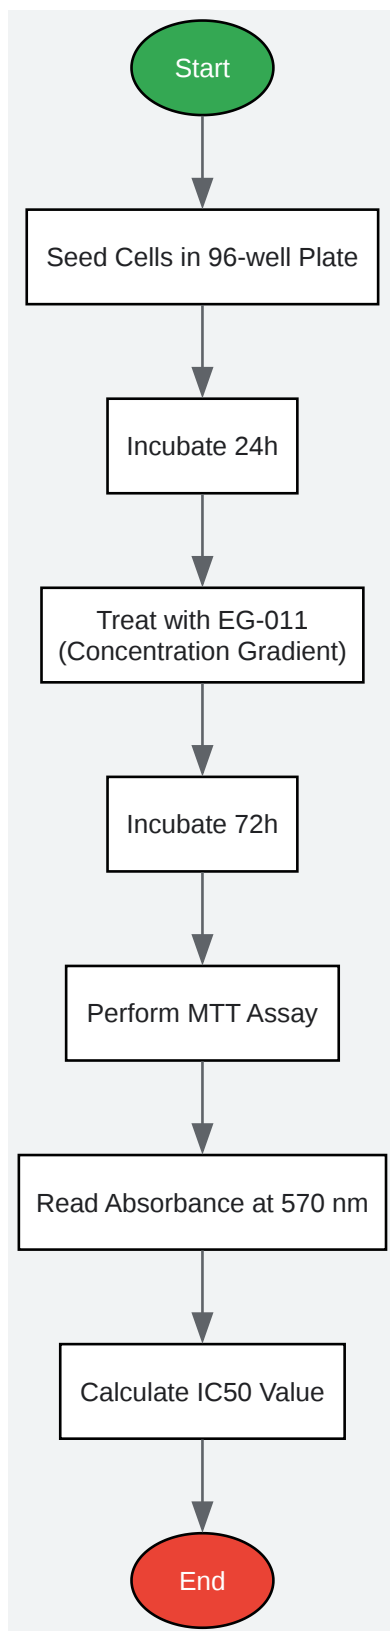 Start
Seed Cells in 96-well Plate
Incubate 24h
Treat with EG-011
(Concentration Gradient)
Incubate 72h
Perform MTT Assay
Read Absorbance at 570 nm
Calculate IC50 Value
End